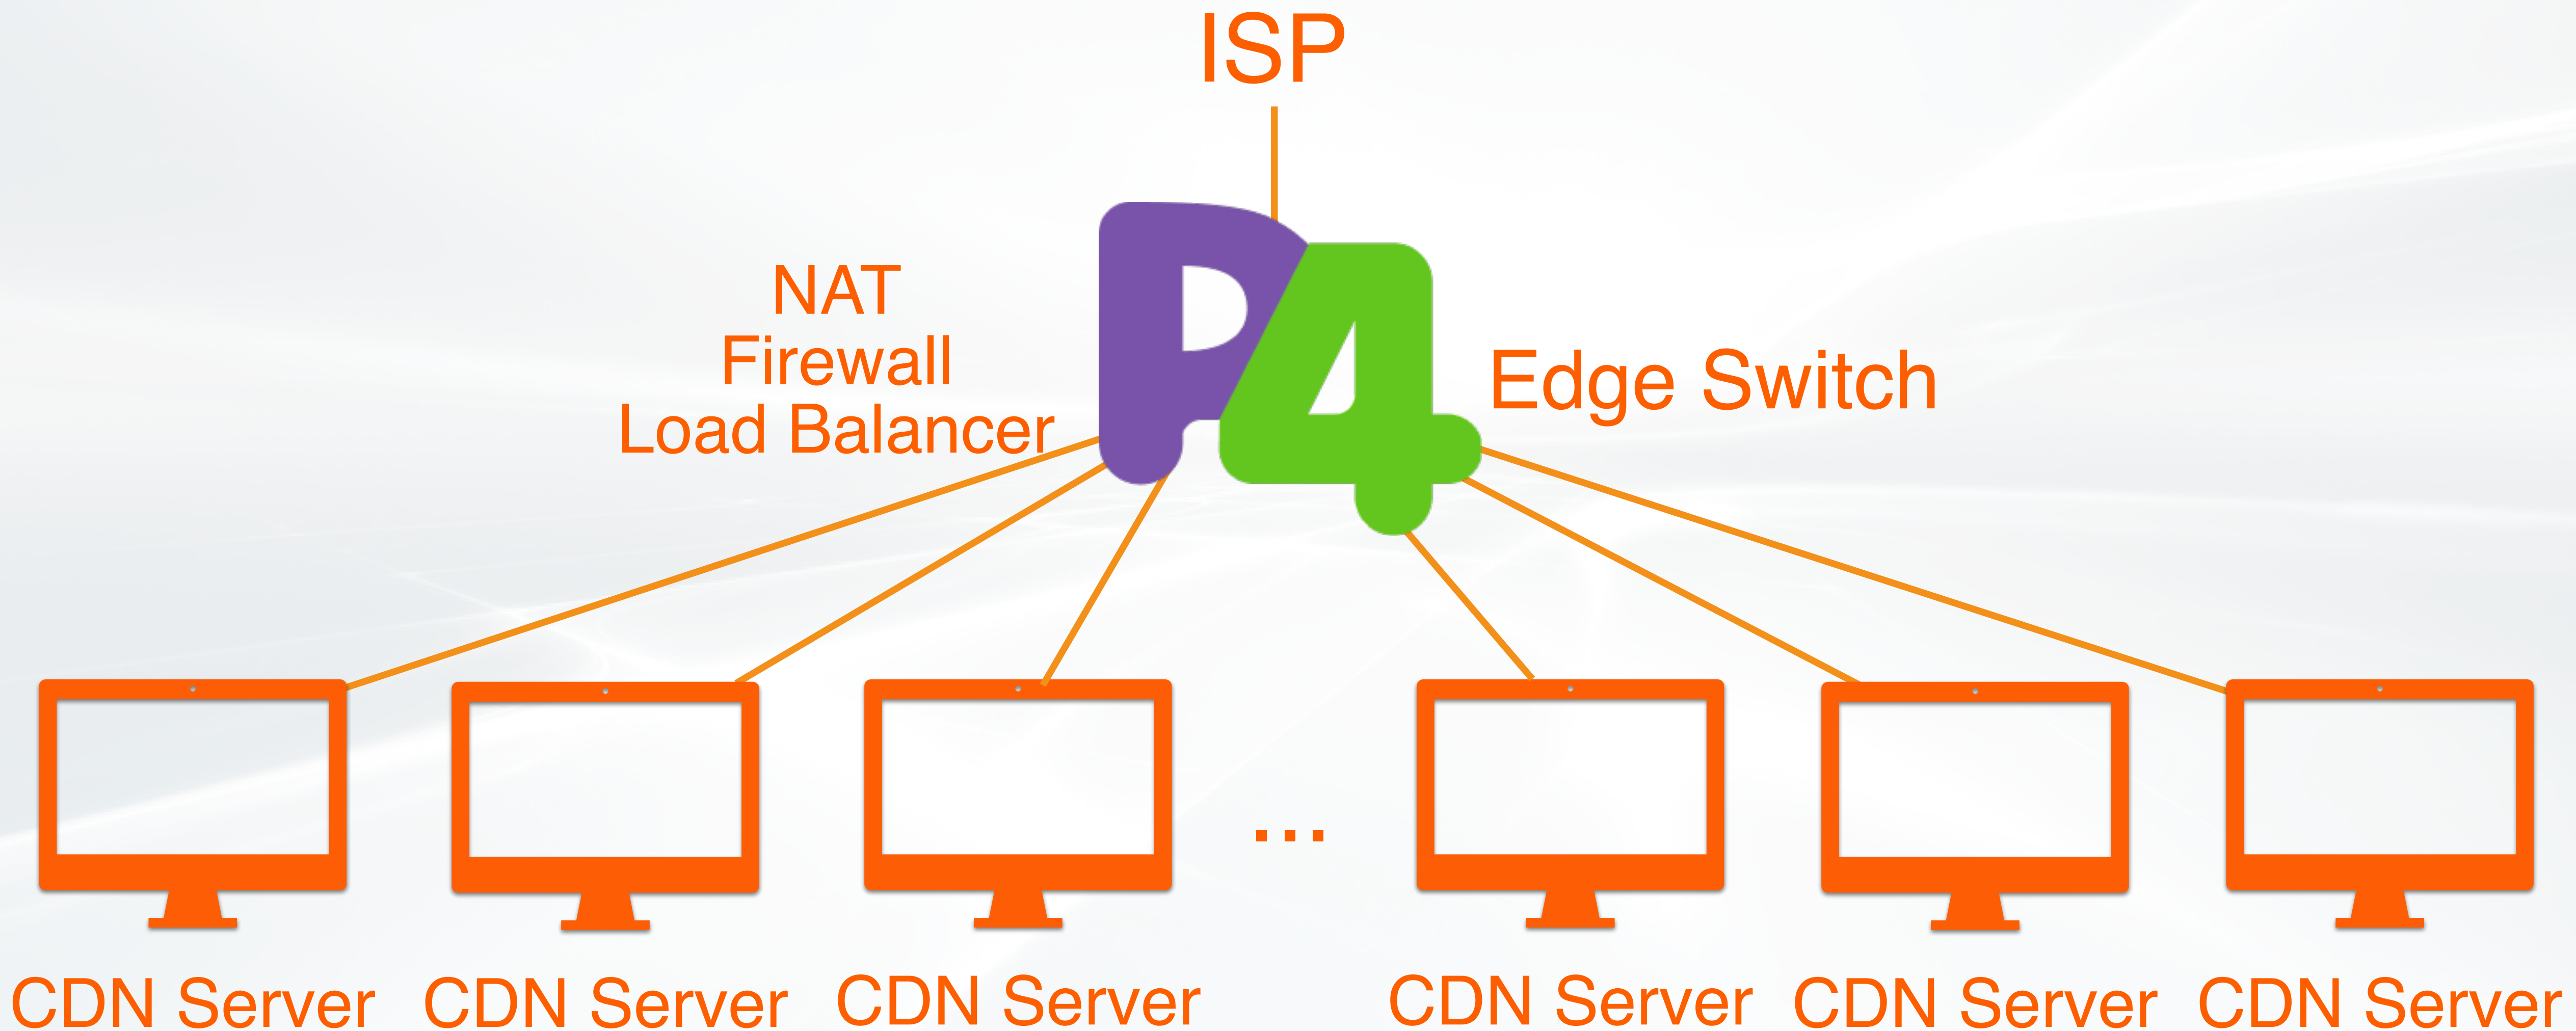 ISP
P4
NAT
Firewall
Load Balancer
Edge Switch
...
CDN Server
CDN Server
CDN Server
CDN Server
CDN Server
CDN Server